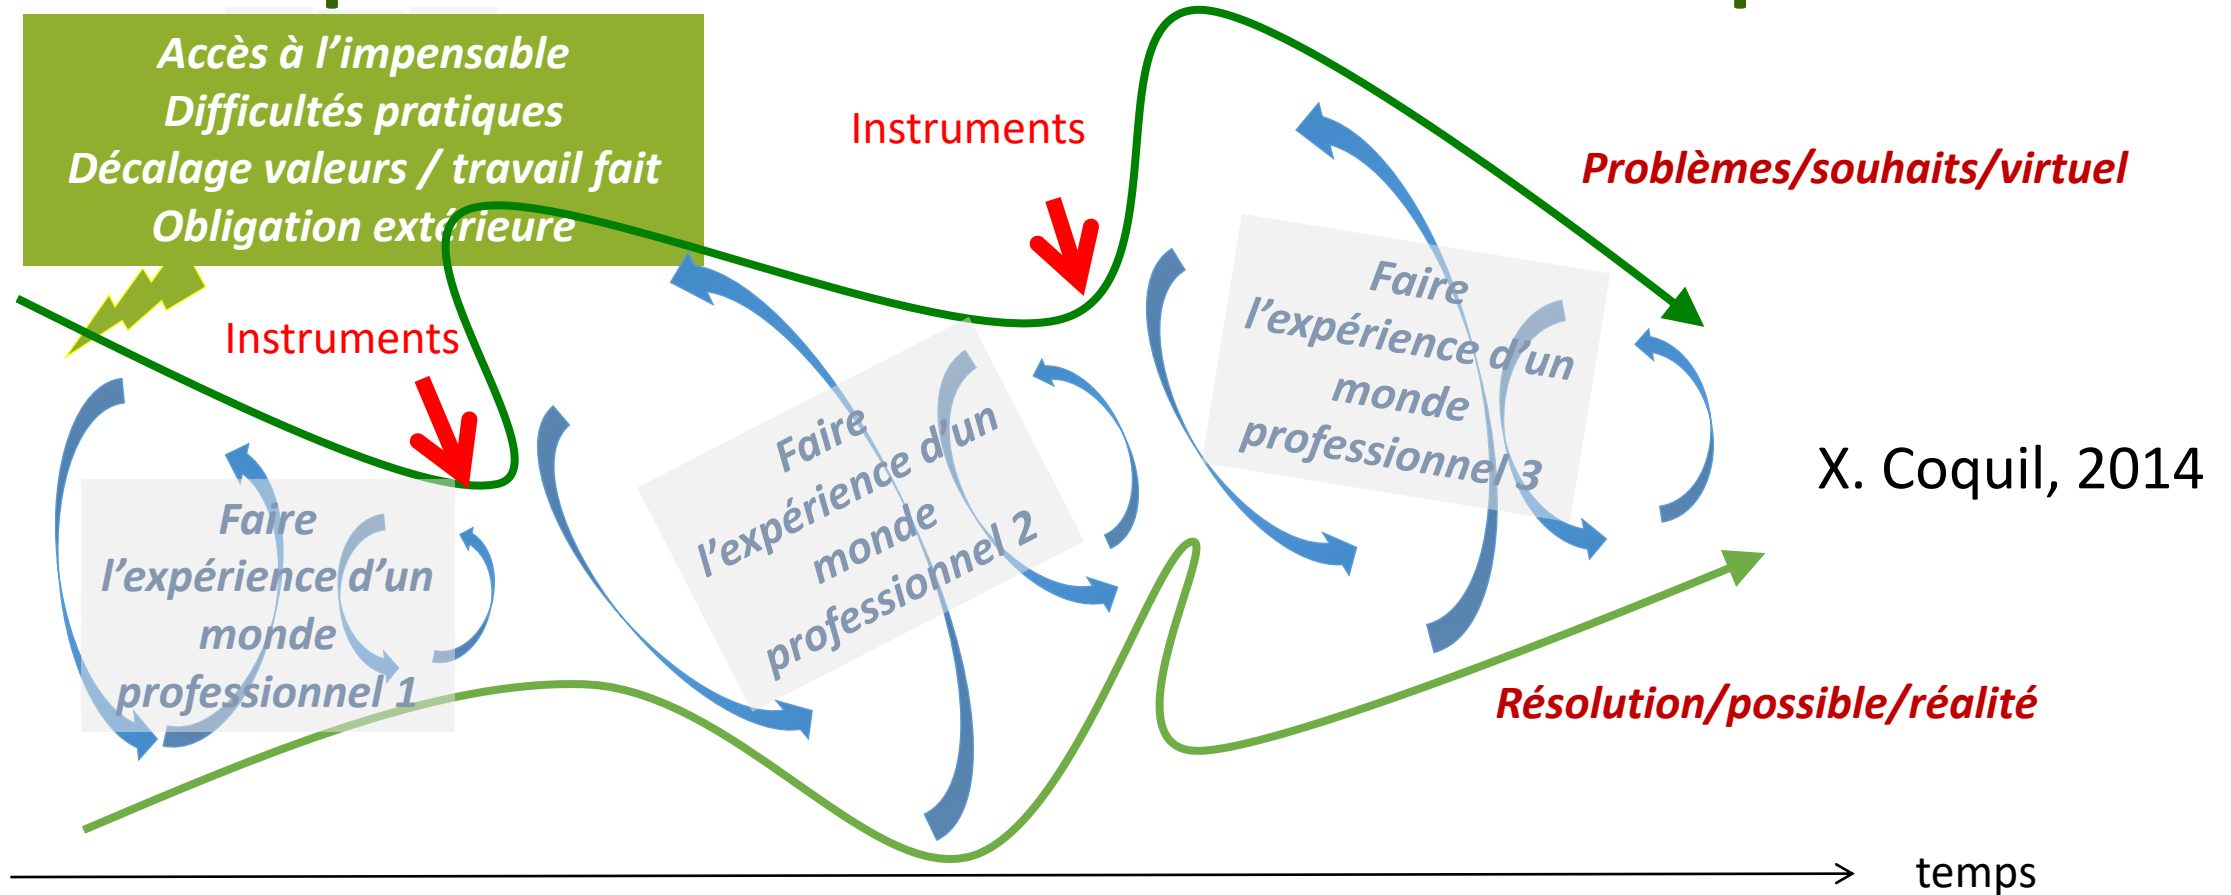 Accès à l’impensable
Difficultés pratiques
Décalage valeurs / travail fait
Obligation extérieure
Instruments
Problèmes/souhaits/virtuel
Instruments
Faire
l’expérience d’un
monde
professionnel 3
Faire
l’expérience d’un
monde
professionnel 2
X. Coquil, 2014
Faire
l’expérience d’un
monde
professionnel 1
Résolution/possible/réalité
temps